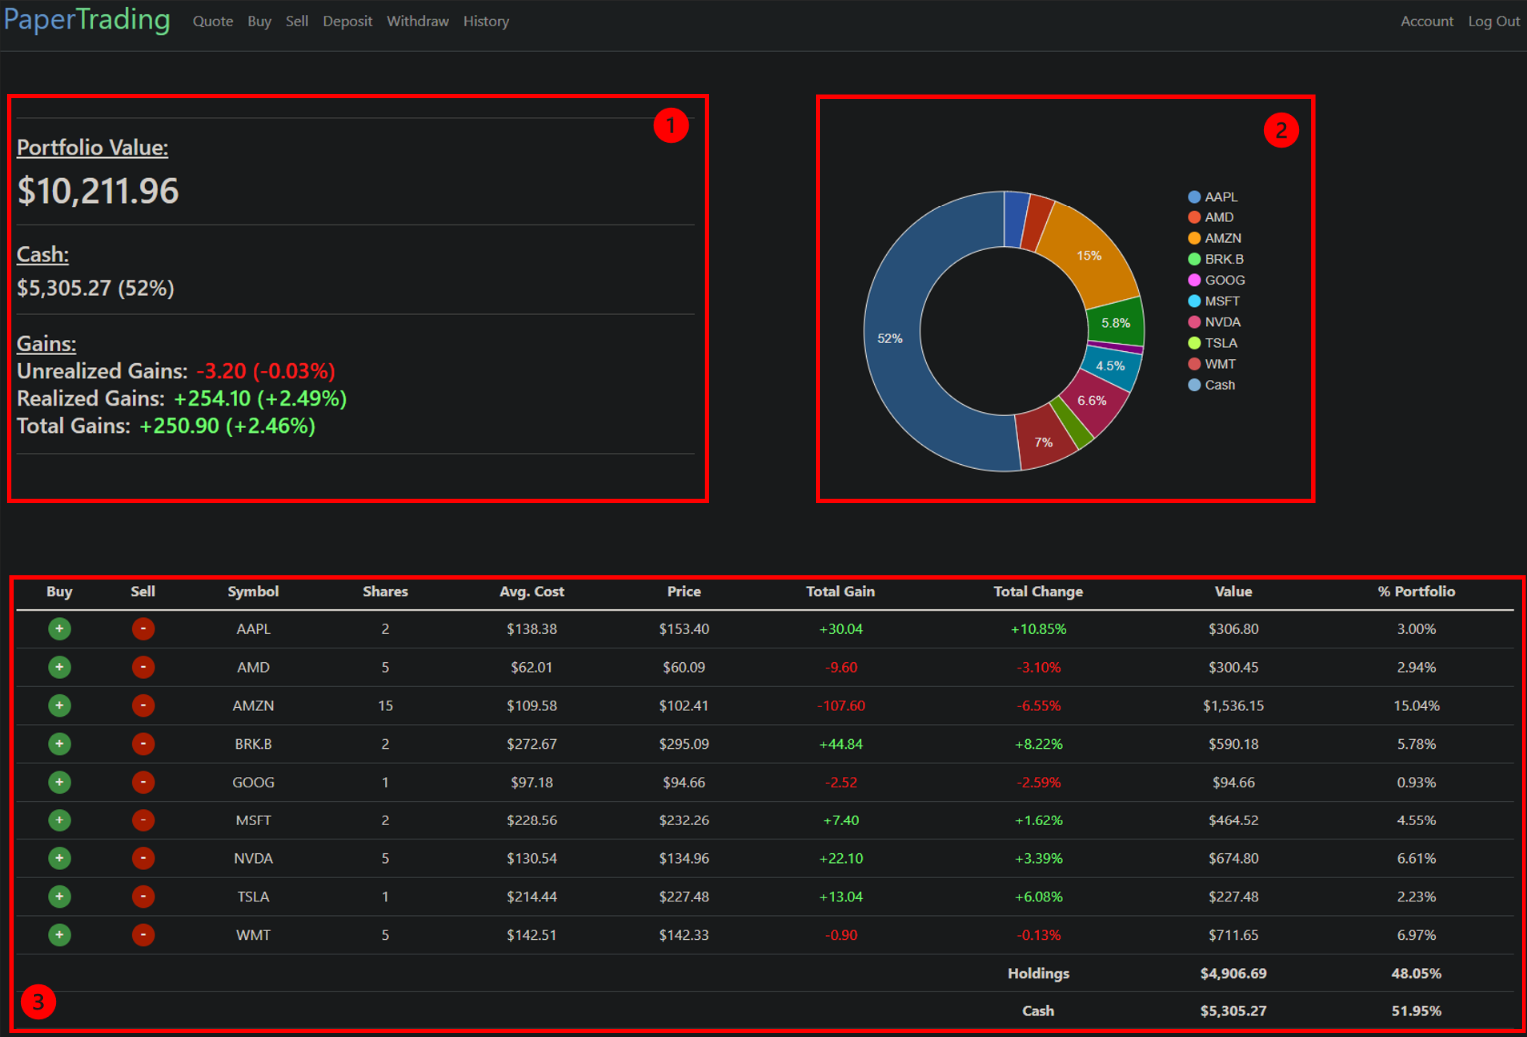 PaperTrading Quote Buy Sell Deposit Withdraw History Account Log Out
1
Portfolio Value:
$10,211.96
Cash:
$5,305.27 (52%)
Gains:
Unrealized Gains: -3.20 (-0.03%)
Realized Gains: +254.10 (+2.49%)
Total Gains: +250.90 (+2.46%)
2
15%
5.8%
4.5%
6.6%
7%
52%
AAPL
AMD
AMZN
BRK.B
GOOG
MSFT
NVDA
TSLA
WMT
Cash
Buy Sell Symbol Shares Avg. Cost Price Total Gain Total Change Value % Portfolio
+ - AAPL 2 $138.38 $153.40 +30.04 +10.85% $306.80 3.00%
+ - AMD 5 $62.01 $60.09 -9.60 -3.10% $300.45 2.94%
+ - AMZN 15 $109.58 $102.41 -107.60 -6.55% $1,536.15 15.04%
+ - BRK.B 2 $272.67 $295.09 +44.84 +8.22% $590.18 5.78%
+ - GOOG 1 $97.18 $94.66 -2.52 -2.59% $94.66 0.93%
+ - MSFT 2 $228.56 $232.26 +7.40 +1.62% $464.52 4.55%
+ - NVDA 5 $130.54 $134.96 +22.10 +3.39% $674.80 6.61%
+ - TSLA 1 $214.44 $227.48 +13.04 +6.08% $227.48 2.23%
+ - WMT 5 $142.51 $142.33 -0.90 -0.13% $711.65 6.97%
Holdings $4,906.69 48.05%
3
Cash $5,305.27 51.95%